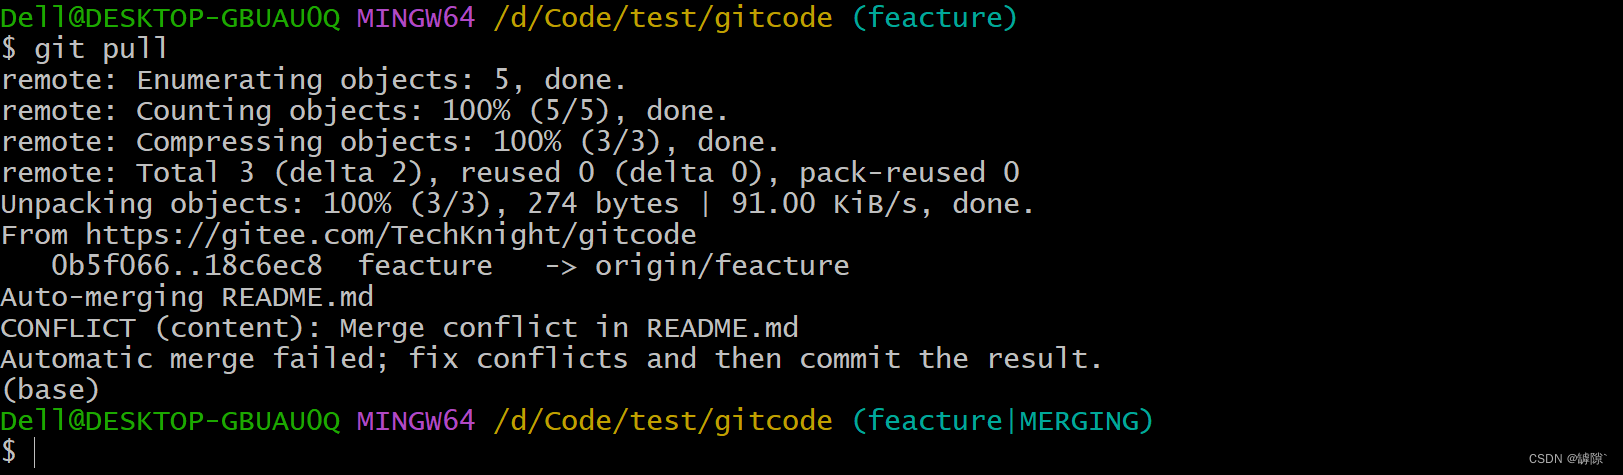 Dell@DESKTOP-GBUAU0Q MINGW64 /d/Code/test/gitcode (feacture)
$ git pull
remote: Enumerating objects: 5, done.
remote: Counting objects: 100% (5/5), done.
remote: Compressing objects: 100% (3/3), done.
remote: Total 3 (delta 2), reused 0 (delta 0), pack-reused 0
Unpacking objects: 100% (3/3), 274 bytes | 91.00 KiB/s, done.
From https://gitee.com/TechKnight/gitcode
   0b5f066..18c6ec8  feacture   -> origin/feacture
Auto-merging README.md
CONFLICT (content): Merge conflict in README.md
Automatic merge failed; fix conflicts and then commit the result.
(base)
Dell@DESKTOP-GBUAU0Q MINGW64 /d/Code/test/gitcode (feacture|MERGING)
$
CSDN @罅隙`